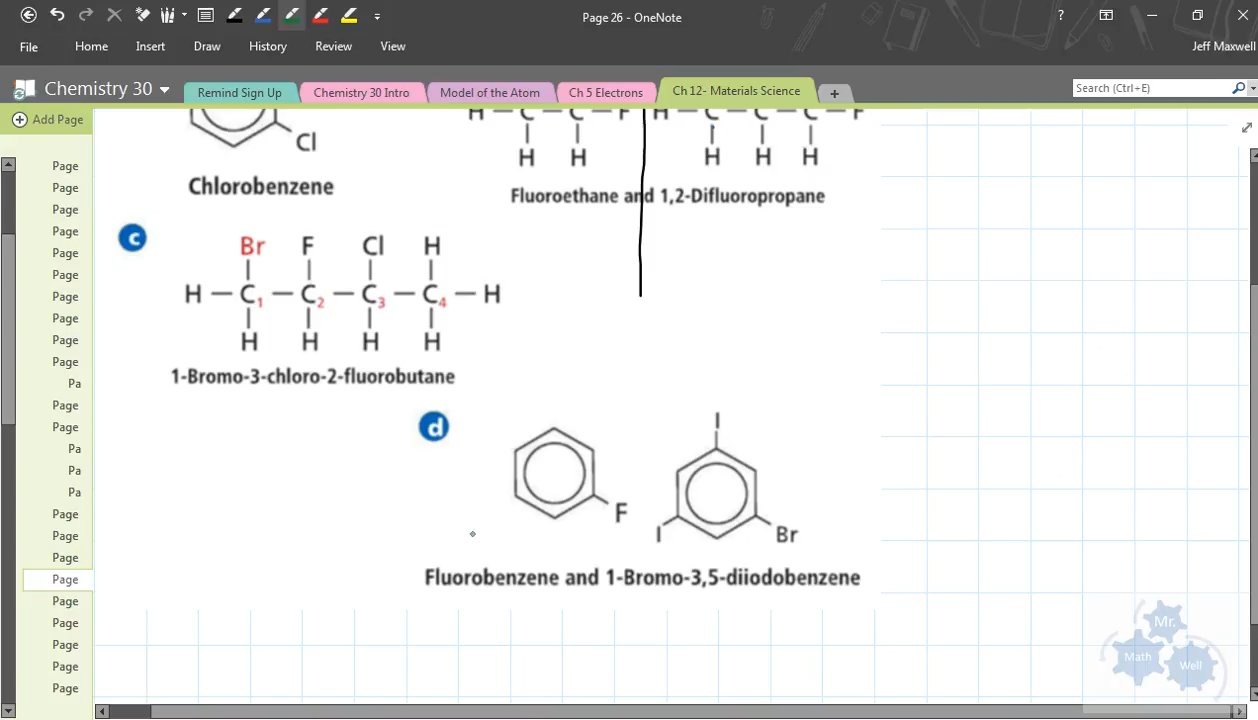 Page 26 - OneNote
?
File Home Insert Draw History Review View
Jeff Maxwell
Chemistry 30
Remind Sign Up
Chemistry 30 Intro
Model of the Atom
Ch 5 Electrons
Ch 12- Materials Science
Search (Ctrl+E)
Add Page
Page
Page
Page
Page
Page
Page
Page
Page
Page
Page
Pa
Page
Page
Pa
Pa
Pa
Page
Page
Page
Page
Page
Page
Page
Page
Page
Cl
Chlorobenzene
H — C — C — F
H H
H — C — C — C — F
H H H
Fluoroethane and 1,2-Difluoropropane
c
Br F Cl H
H — C1 — C2 — C3 — C4 — H
H H H H
1-Bromo-3-chloro-2-fluorobutane
d
F
I
I Br
Fluorobenzene and 1-Bromo-3,5-diiodobenzene
Mr.
Math
Well